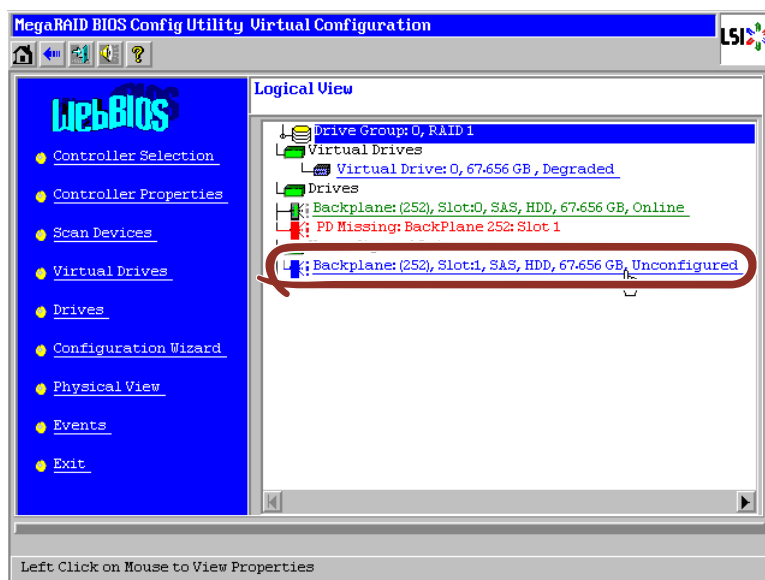 MegaRAID BIOS Config Utility Virtual Configuration
LSI
WebBIOS
Controller Selection
Controller Properties
Scan Devices
Virtual Drives
Drives
Configuration Wizard
Physical View
Events
Exit
Logical View
Drive Group: 0, RAID 1
Virtual Drives
Virtual Drive: 0, 67.656 GB, Degraded
Drives
Backplane: (252), Slot:0, SAS, HDD, 67.656 GB, Online
PD Missing: BackPlane 252: Slot 1
Backplane: (252), Slot:1, SAS, HDD, 67.656 GB, Unconfigured
Left Click on Mouse to View Properties